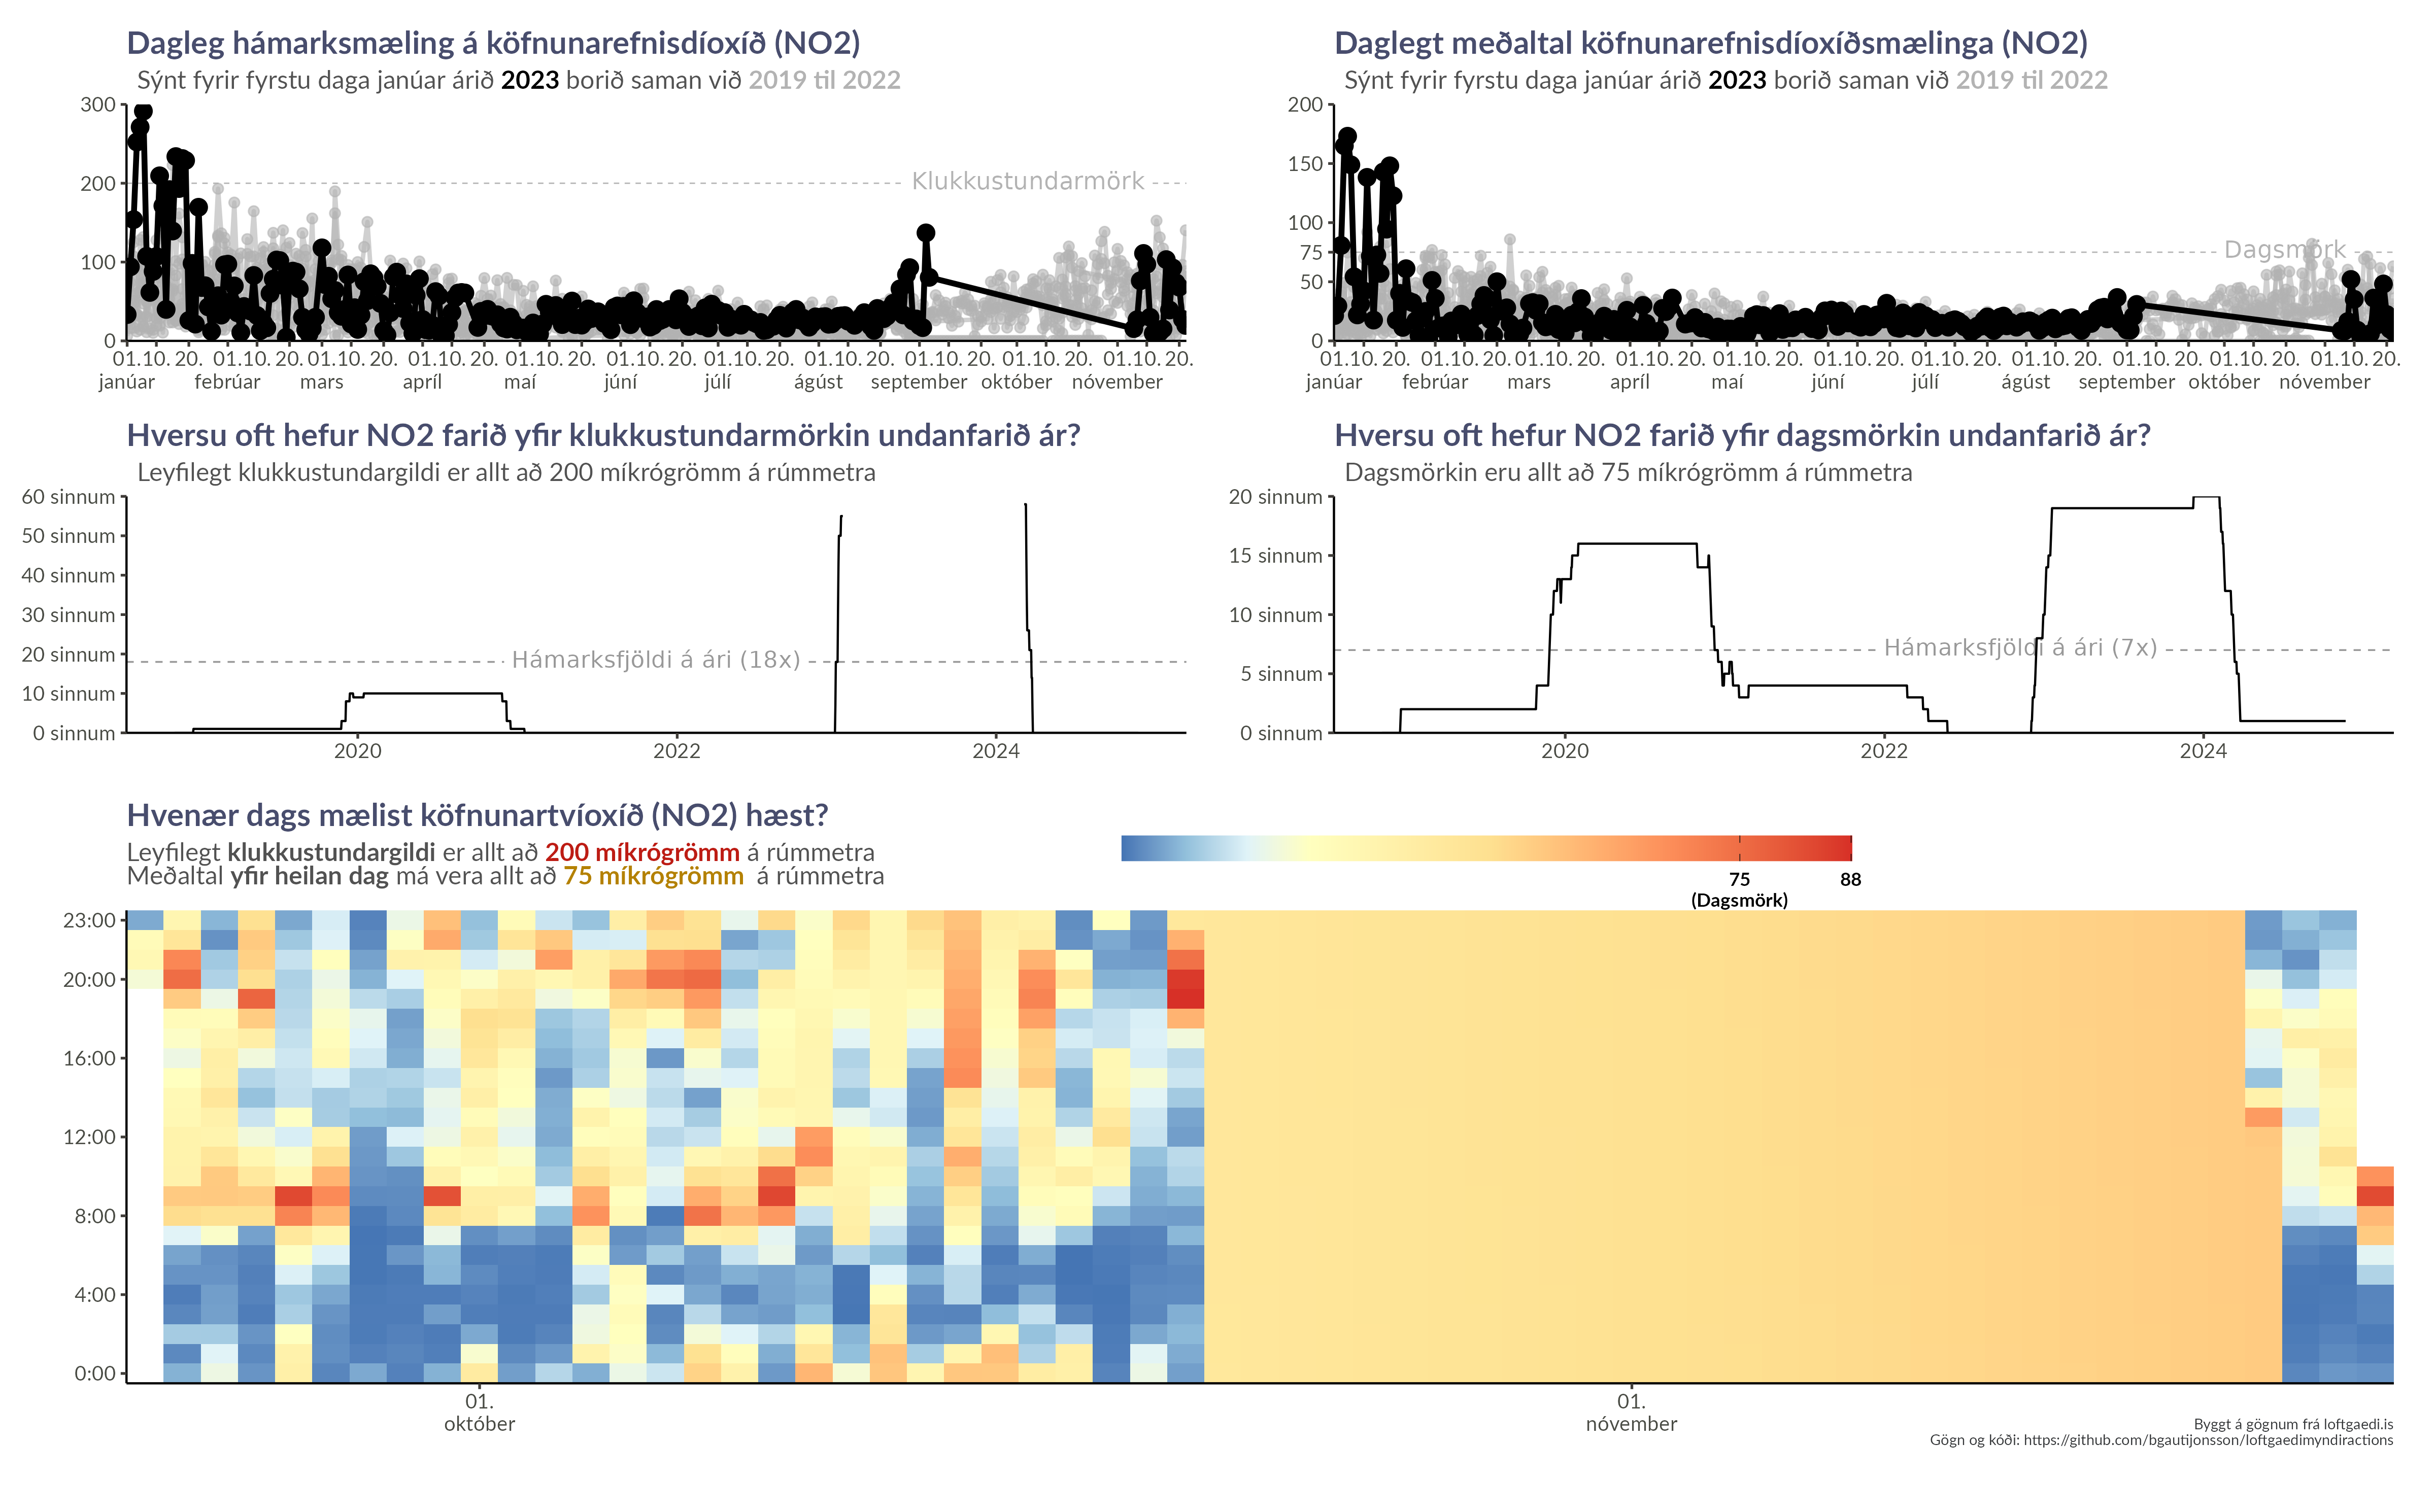 Dagleg hámarksmæling á köfnunarefnisdíoxíð (NO2)
Sýnt fyrir fyrstu daga janúar árið 2023 borið saman við 2019 til 2022
300
200
100
0
Klukkustundarmörk
01. 10. 20. 01. 10. 20. 01. 10. 20. 01. 10. 20. 01. 10. 20. 01. 10. 20. 01. 10. 20. 01. 10. 20. 01. 10. 20. 01. 10. 20. 01. 10. 20.
janúar febrúar mars apríl maí júní júlí ágúst september október nóvember
Daglegt meðaltal köfnunarefnisdíoxíðsmælinga (NO2)
Sýnt fyrir fyrstu daga janúar árið 2023 borið saman við 2019 til 2022
200
150
100
75
50
0
Dagsmörk
01. 10. 20. 01. 10. 20. 01. 10. 20. 01. 10. 20. 01. 10. 20. 01. 10. 20. 01. 10. 20. 01. 10. 20. 01. 10. 20. 01. 10. 20. 01. 10. 20.
janúar febrúar mars apríl maí júní júlí ágúst september október nóvember
Hversu oft hefur NO2 farið yfir klukkustundarmörkin undanfarið ár?
Leyfilegt klukkustundargildi er allt að 200 míkrógrömm á rúmmetra
60 sinnum
50 sinnum
40 sinnum
30 sinnum
20 sinnum
10 sinnum
0 sinnum
Hámarksfjöldi á ári (18x)
2020 2022 2024
Hversu oft hefur NO2 farið yfir dagsmörkin undanfarið ár?
Dagsmörkin eru allt að 75 míkrógrömm á rúmmetra
20 sinnum
15 sinnum
10 sinnum
5 sinnum
0 sinnum
Hámarksfjöldi á ári (7x)
2020 2022 2024
Hvenær dags mælist köfnunartvíoxíð (NO2) hæst?
Leyfilegt klukkustundargildi er allt að 200 míkrógrömm á rúmmetra
Meðaltal yfir heilan dag má vera allt að 75 míkrógrömm á rúmmetra
75 88
(Dagsmörk)
23:00
20:00
16:00
12:00
8:00
4:00
0:00
01. 01.
október nóvember
Byggt á gögnum frá loftgaedi.is
Gögn og kóði: https://github.com/bgautijonsson/loftgaedimyndiractions